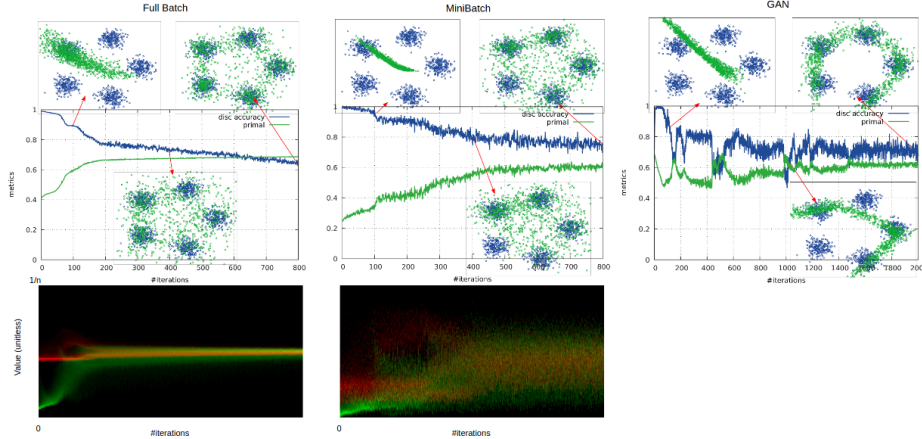 Full Batch
MiniBatch
GAN
disc accuracy
primal
metrics
1
0.8
0.6
0.4
0.2
0
0 100 200 300 400 500 600 700 800
#iterations
disc accuracy
primal
metrics
1
0.8
0.6
0.4
0.2
0
0 100 200 300 400 500 600 700 800
#iterations
disc accuracy
primal
metrics
1
0.8
0.6
0.4
0.2
0
0 200 400 600 800 1000 1200 1400 1600 1800 2000
#iterations
1/n
Value (unitless)
0
#iterations
#iterations